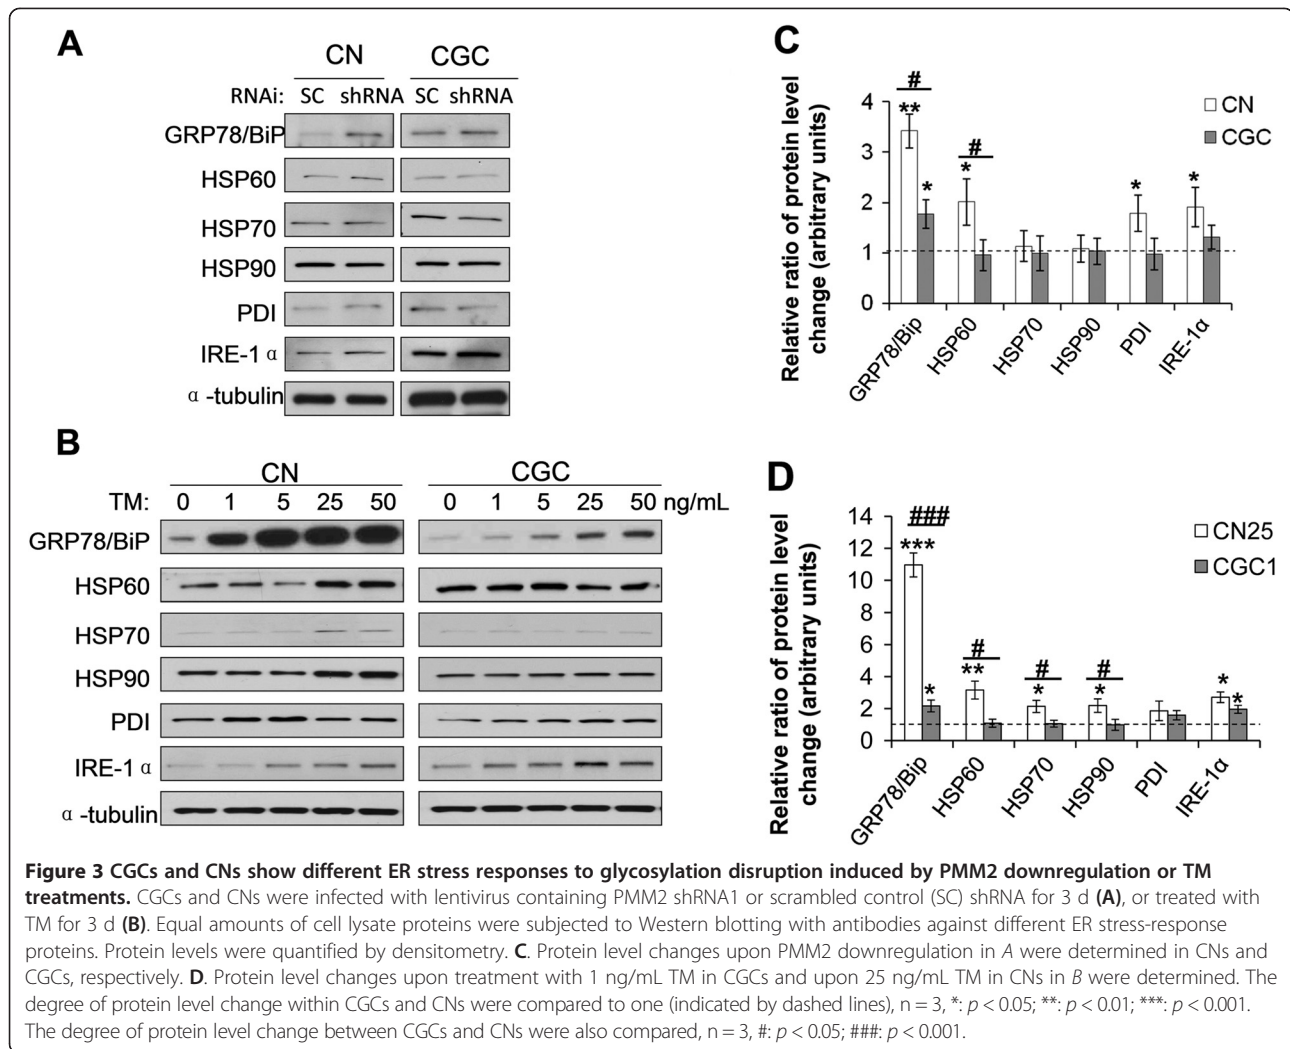 A
CN CGC
RNAi: SC shRNA SC shRNA
GRP78/BiP
HSP60
HSP70
HSP90
PDI
IRE-1 α
α -tubulin
B
CN CGC
TM: 0 1 5 25 50 0 1 5 25 50 ng/mL
GRP78/BiP
HSP60
HSP70
HSP90
PDI
IRE-1 α
α -tubulin
C
Relative ratio of protein level
change (arbitrary units)
4
3
2
1
0
#
**
*
#
*
*
*
CN
CGC
GRP78/Bip
HSP60
HSP70
HSP90
PDI
IRE-1α
D
Relative ratio of protein level
change (arbitrary units)
14
12
10
8
6
4
2
0
###
***
*
#
**
#
*
#
*
*
*
CN25
CGC1
GRP78/Bip
HSP60
HSP70
HSP90
PDI
IRE-1α
Figure 3 CGCs and CNs show different ER stress responses to glycosylation disruption induced by PMM2 downregulation or TM
treatments. CGCs and CNs were infected with lentivirus containing PMM2 shRNA1 or scrambled control (SC) shRNA for 3 d (A), or treated with
TM for 3 d (B). Equal amounts of cell lysate proteins were subjected to Western blotting with antibodies against different ER stress-response
proteins. Protein levels were quantified by densitometry. C. Protein level changes upon PMM2 downregulation in A were determined in CNs and
CGCs, respectively. D. Protein level changes upon treatment with 1 ng/mL TM in CGCs and upon 25 ng/mL TM in CNs in B were determined. The
degree of protein level change within CGCs and CNs were compared to one (indicated by dashed lines), n = 3, *: p < 0.05; **: p < 0.01; ***: p < 0.001.
The degree of protein level change between CGCs and CNs were also compared, n = 3, #: p < 0.05; ###: p < 0.001.